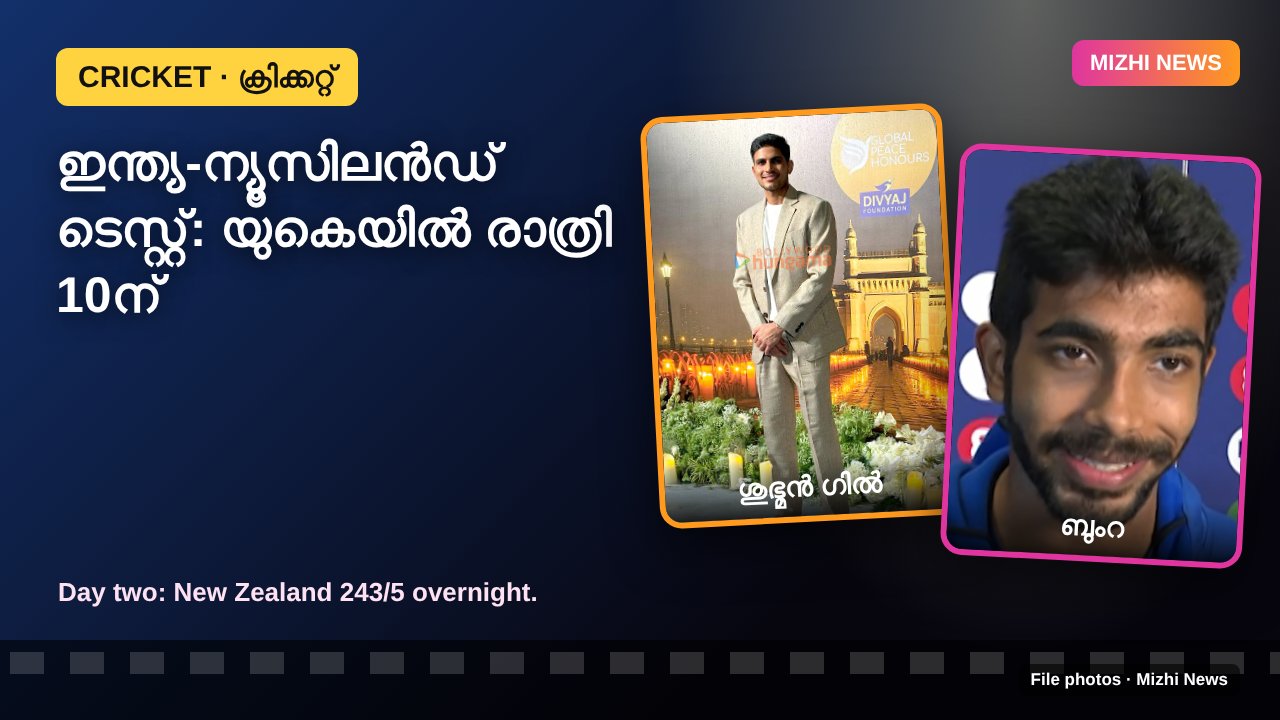 CRICKET · ക്രിക്കറ്റ്
MIZHI NEWS
ഇന്ത്യ-ന്യൂസിലൻഡ്
ടെസ്റ്റ്: യുകെയിൽ രാത്രി
10ന്
GLOBAL
PEACE
HONOURS
DIVYAJ
FOUNDATION
hungama
ശുഭ്മൻ ഗിൽ
ബുംറ
Day two: New Zealand 243/5 overnight.
File photos · Mizhi News